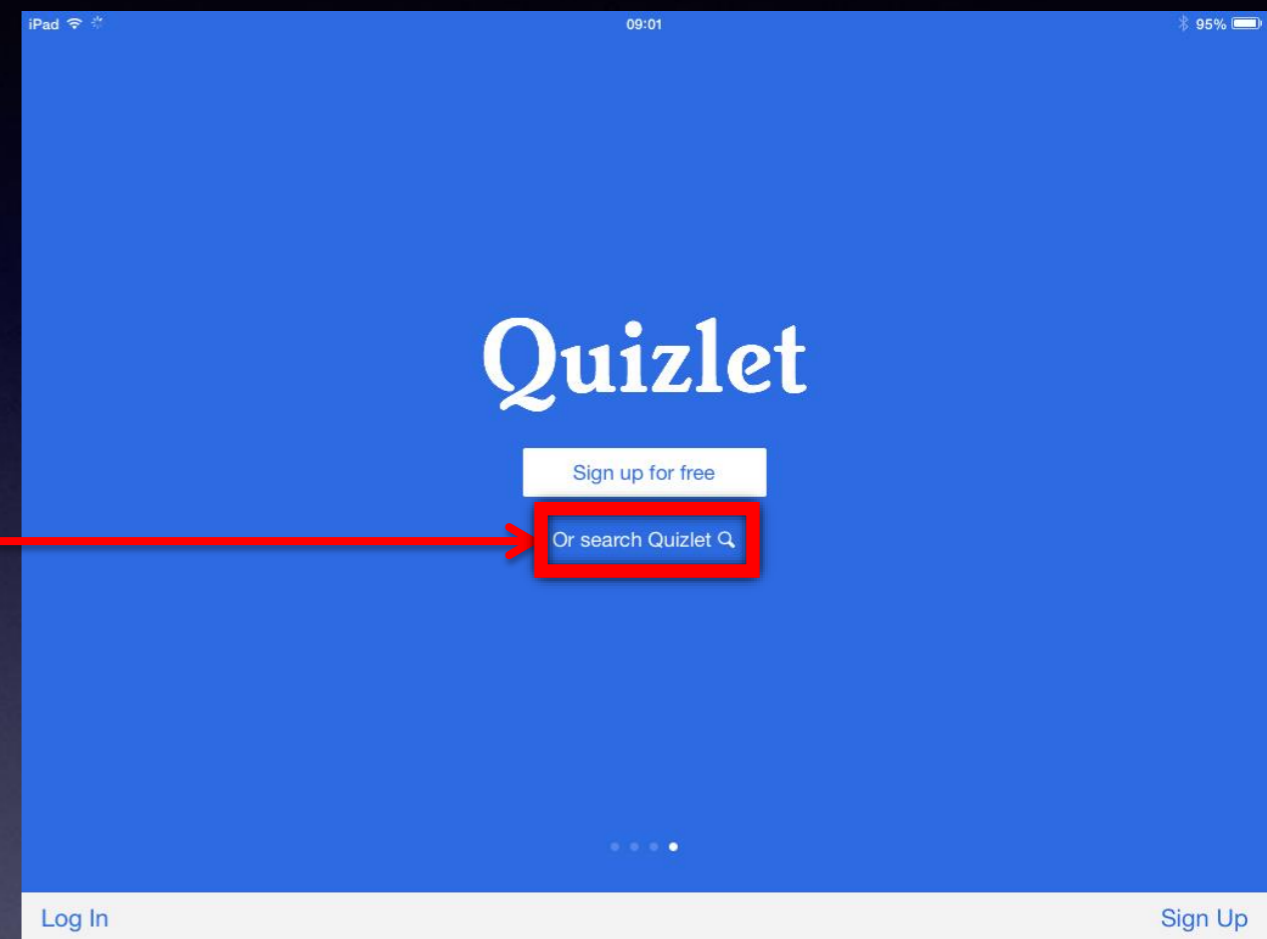 iPad 09:01 95%
Quizlet
Sign up for free
Or search Quizlet
Log In Sign Up